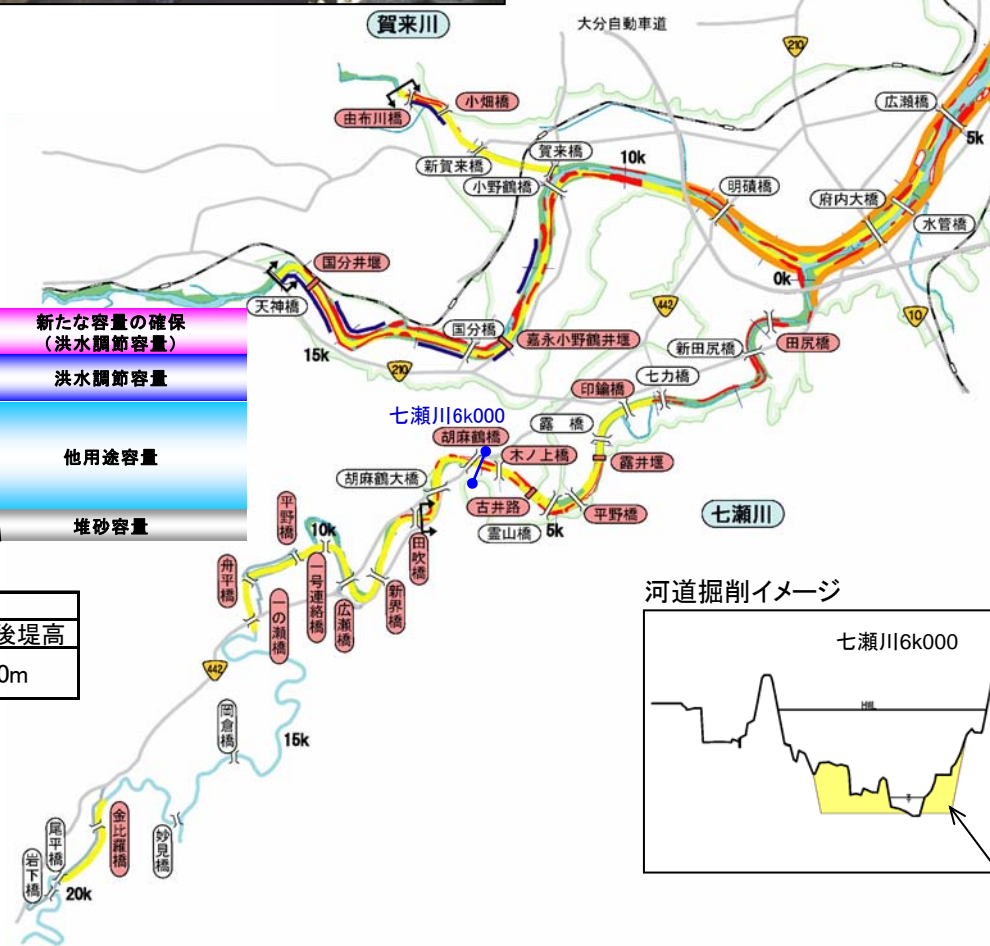 賀来川
大分自動車道
210
由布川橋
小畑橋
広瀬橋
5k
新賀来橋
賀来橋
10k
小野鶴橋
明磧橋
府内大橋
水管橋
国分井堰
天神橋
0k
442
10
新たな容量の確保
（洪水調節容量）
15k
国分橋
嘉永小野鶴井堰
新田尻橋
田尻橋
210
洪水調節容量
七力橋
印鑰橋
七瀬川6k000
露　橋
胡麻鶴橋
木ノ上橋
露井堰
他用途容量
胡麻鶴大橋
古井路
平野橋
七瀬川
霊山橋
5k
堆砂容量
平野橋
10k
舟平橋
一の瀬橋
一号連絡橋
広瀬橋
新界橋
田吹橋
後堤高
0m
442
河道掘削イメージ
七瀬川6k000
岡倉橋
15k
金比羅橋
妙見橋
尾平橋
岩下橋
20k